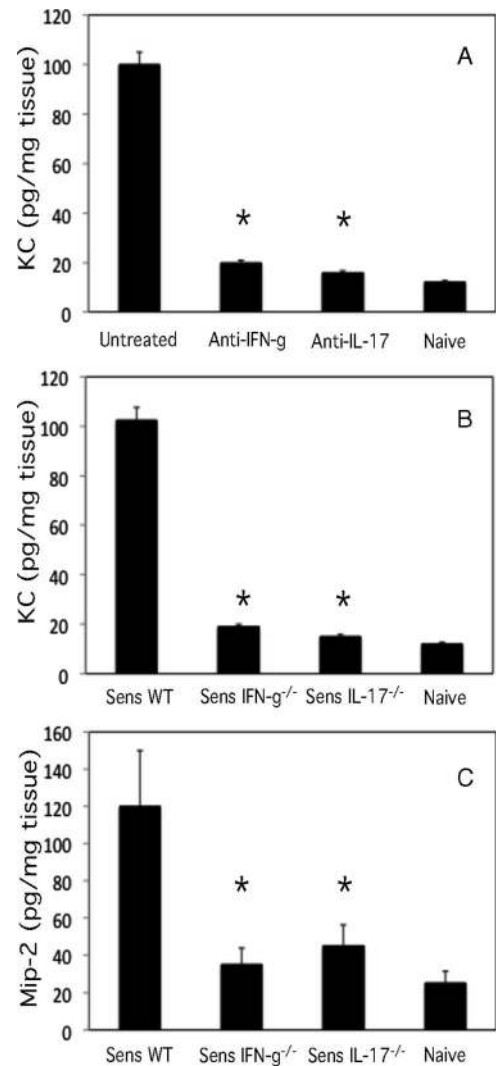 120
100
80
60
40
20
0
KC (pg/mg tissue)
A
*
*
Untreated
Anti-IFN-g
Anti-IL-17
Naive
120
100
80
60
40
20
0
KC (pg/mg tissue)
B
*
*
Sens WT
Sens IFN-g-/-
Sens IL-17-/-
Naive
160
140
120
100
80
60
40
20
0
Mip-2 (pg/mg tissue)
C
*
*
Sens WT
Sens IFN-g-/-
Sens IL-17-/-
Naive